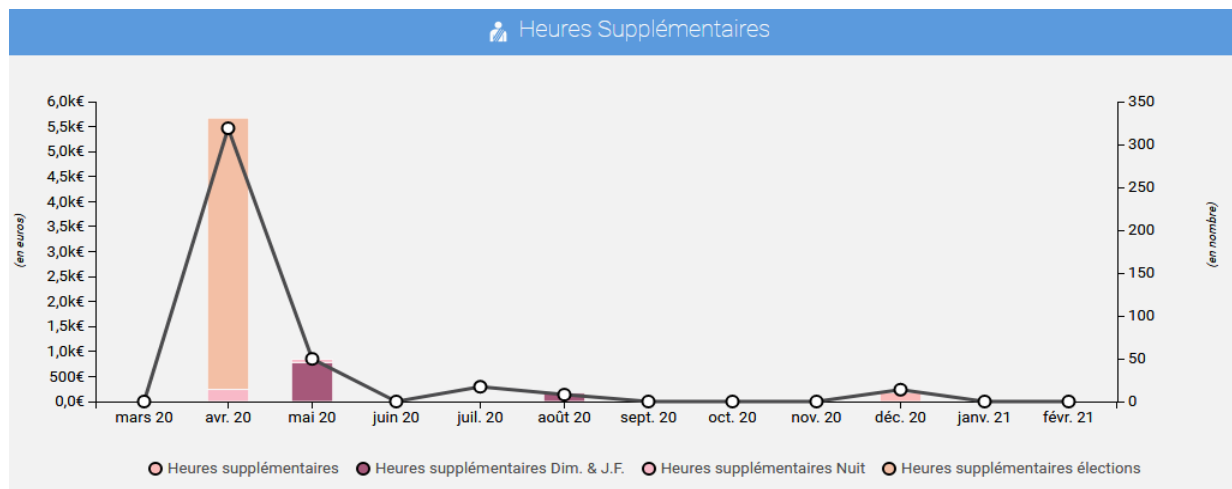 Heures Supplémentaires
6,0k€
5,5k€
5,0k€
4,5k€
4,0k€
3,5k€
3,0k€
2,5k€
2,0k€
1,5k€
1,0k€
500€
0,0€
(en euros)
350
300
250
200
150
100
50
0
(en nombre)
mars 20 avr. 20 mai 20 juin 20 juil. 20 août 20 sept. 20 oct. 20 nov. 20 déc. 20 janv. 21 févr. 21
Heures supplémentaires Heures supplémentaires Dim. & J.F. Heures supplémentaires Nuit Heures supplémentaires élections